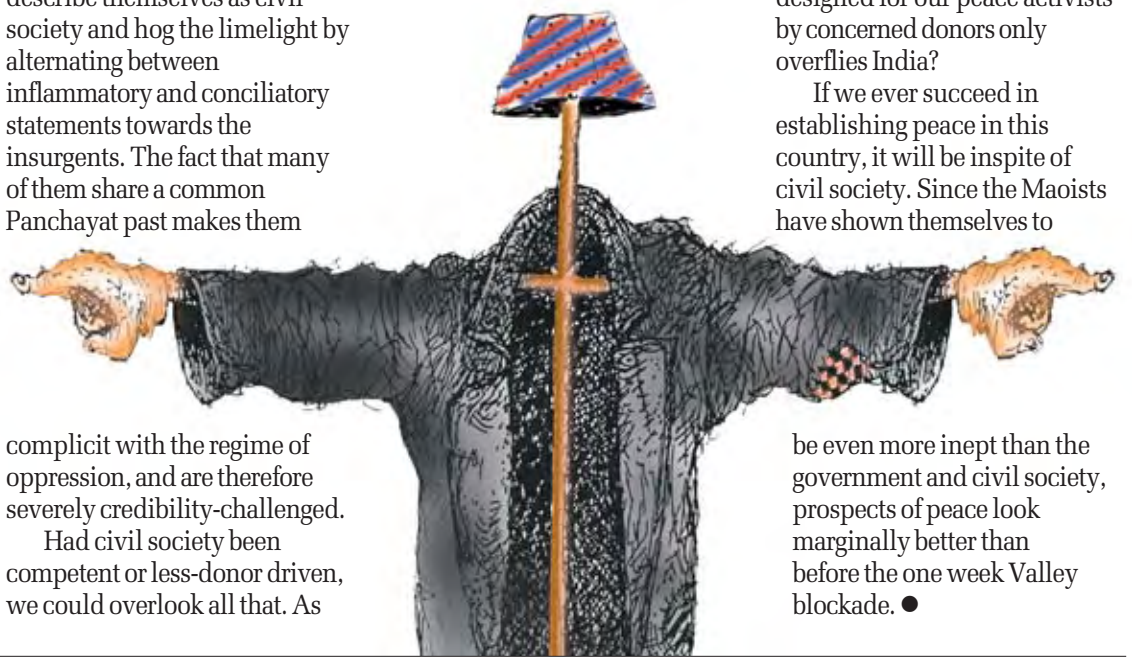 describe themselves as civil
society and hog the limelight by
alternating between
inflammatory and conciliatory
statements towards the
insurgents. The fact that many
of them share a common
Panchayat past makes them
complicit with the regime of
oppression, and are therefore
severely credibility-challenged.
Had civil society been
competent or less-donor driven,
we could overlook all that. As
designed for our peace activists
by concerned donors only
overflies India?
If we ever succeed in
establishing peace in this
country, it will be inspite of
civil society. Since the Maoists
have shown themselves to
be even more inept than the
government and civil society,
prospects of peace look
marginally better than
before the one week Valley
blockade. ●